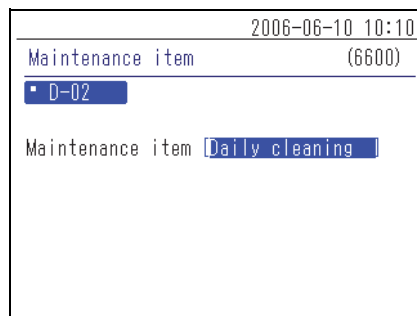 2006-06-10 10:10
Maintenance item (6600)
D-02
Maintenance item [Daily cleaning ]